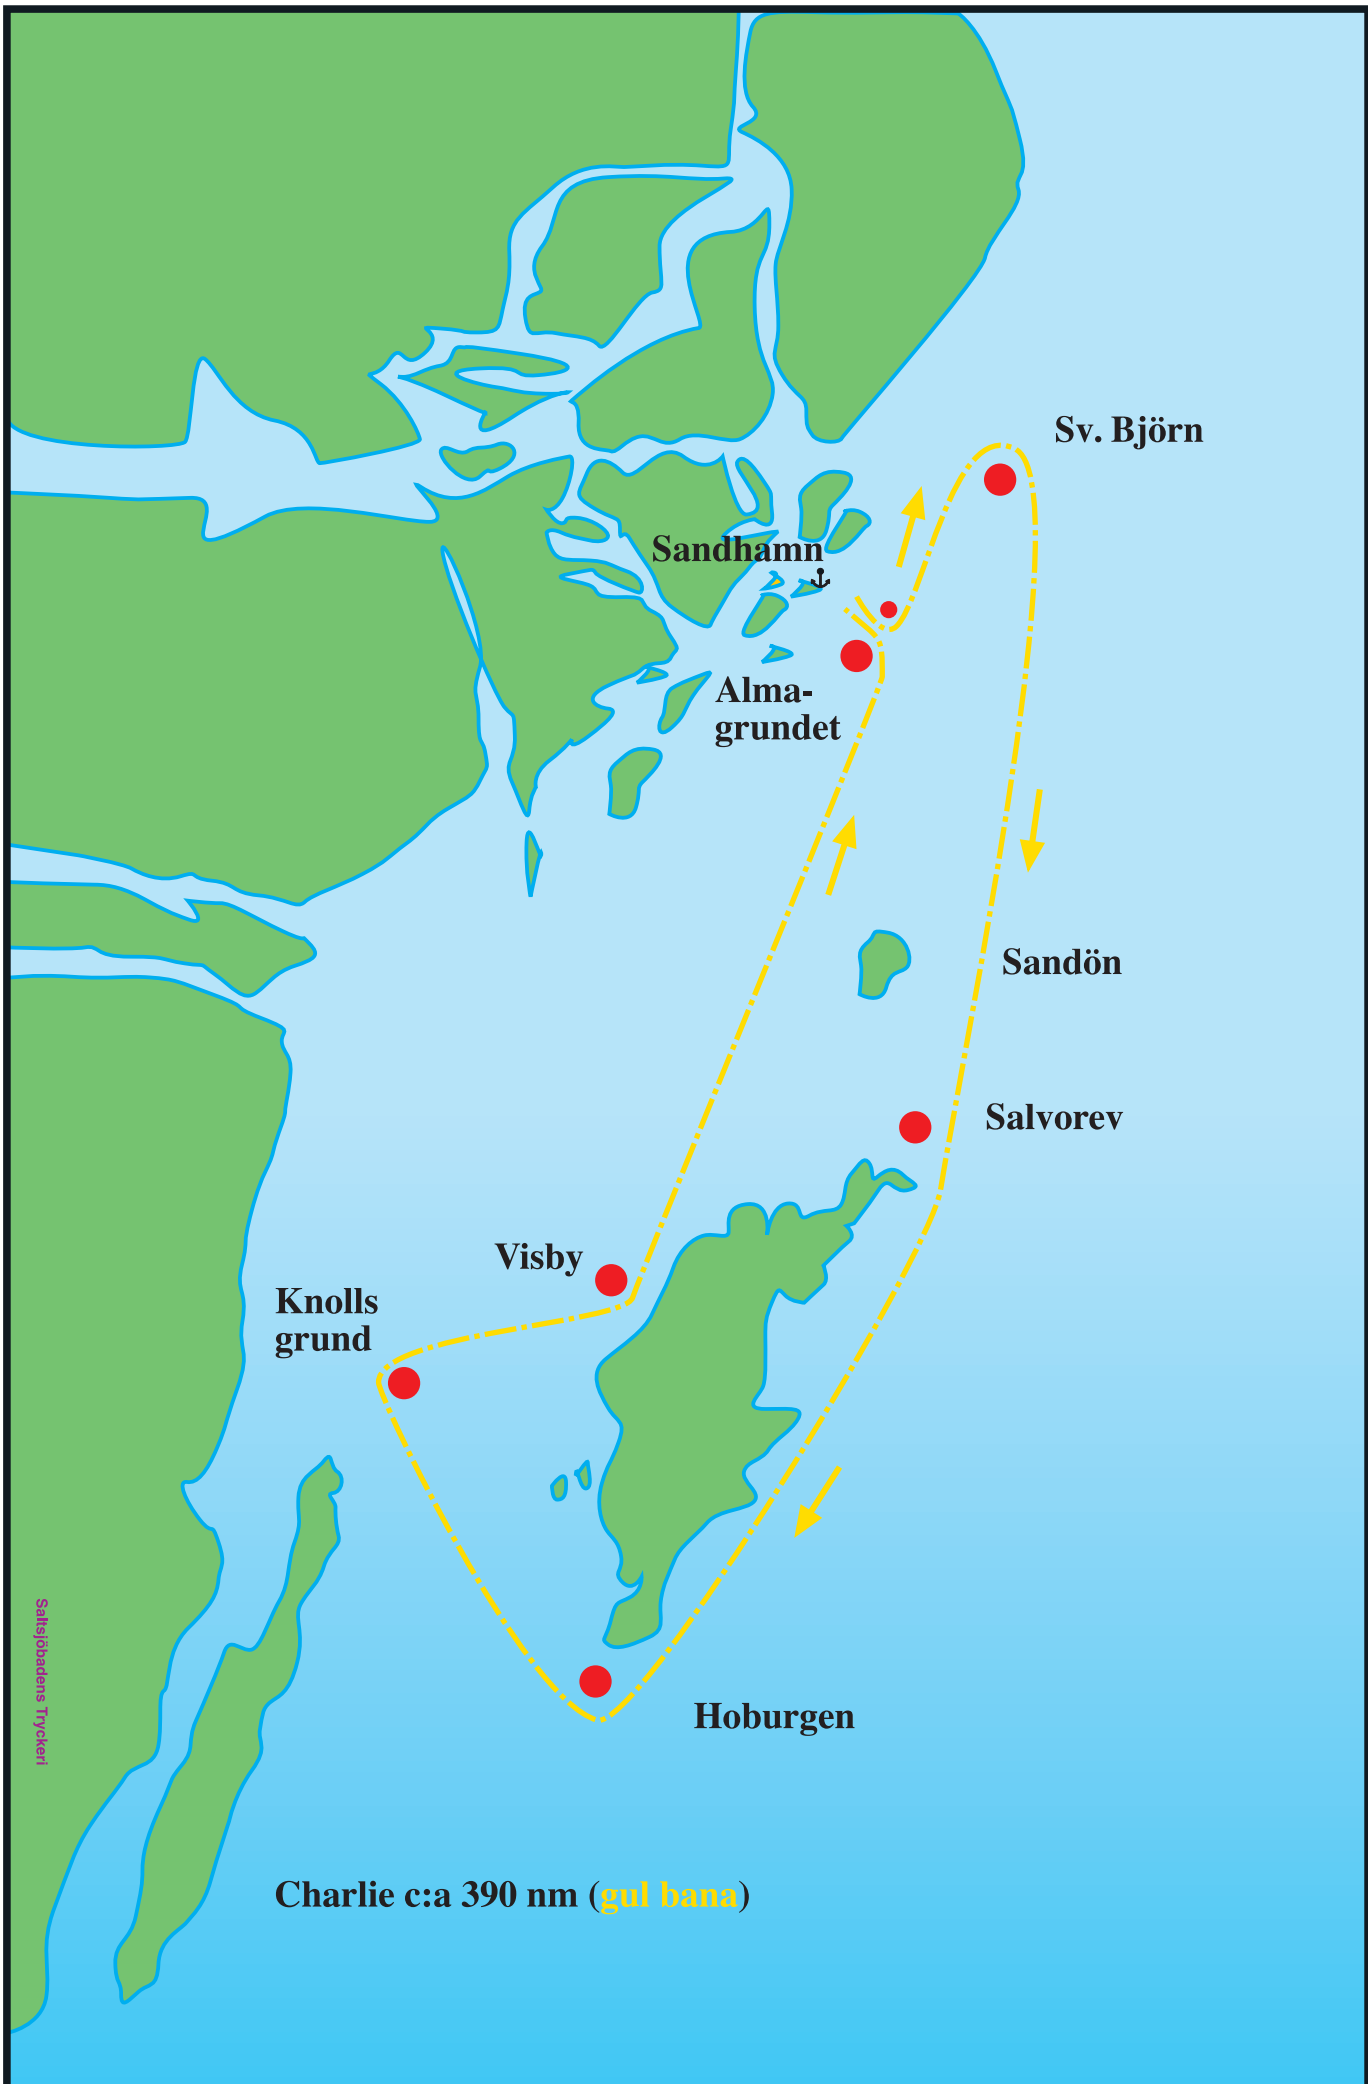 Sv. Björn
Sandhamn
Alma-
grundet
Sandön
Salvorev
Visby
Knolls
grund
Hoburgen
Saltsjöbadens Tryckeri
Charlie c:a 390 nm (gul bana)